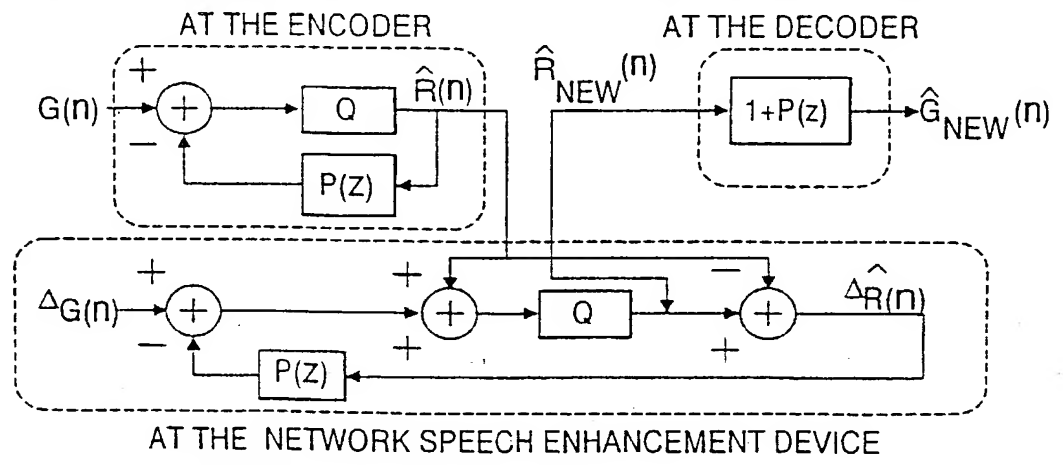 AT THE ENCODER
AT THE DECODER
+
G(n)
+
−
Q
R̂(n)
P(Z)
R̂NEW(n)
1+P(z)
ĜNEW(n)
+
ΔG(n)
+
−
+
+
+
Q
−
+
+
ΔR̂(n)
P(Z)
AT THE NETWORK SPEECH ENHANCEMENT DEVICE